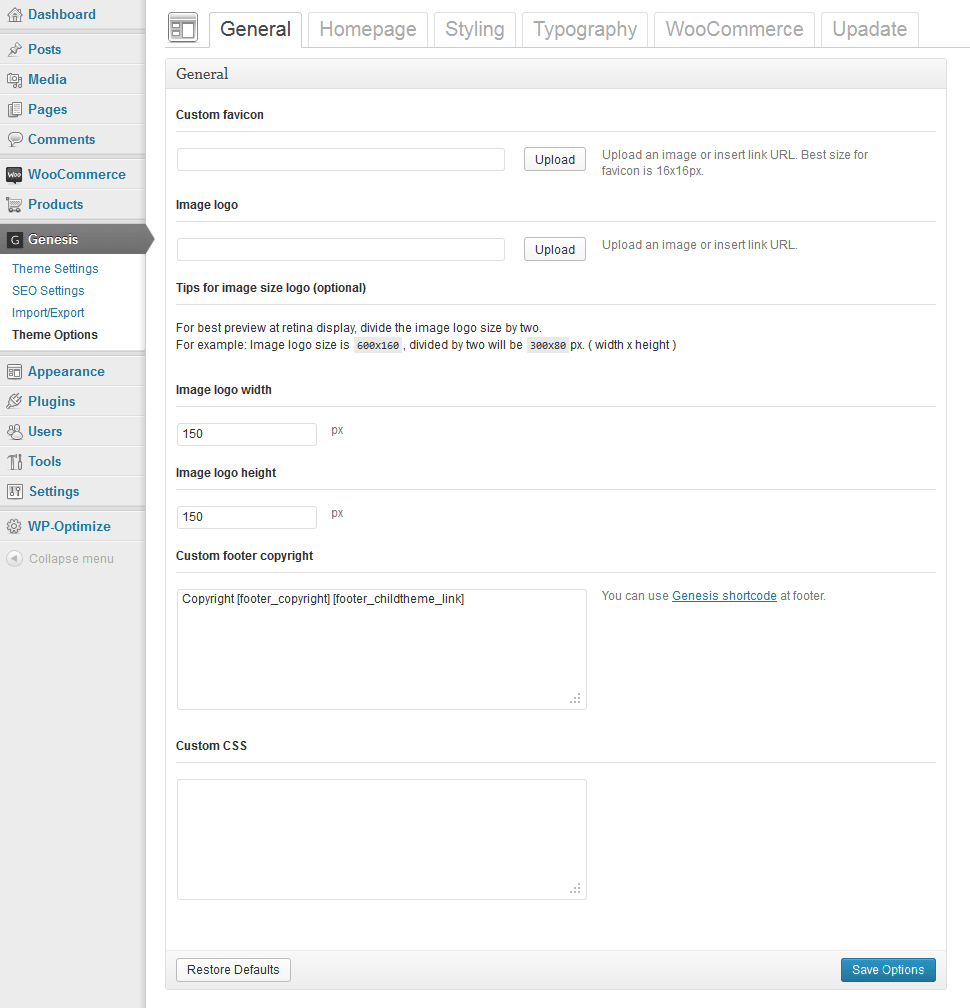 Dashboard
Posts
Media
Pages
Comments
Woo WooCommerce
Products
G Genesis
Theme Settings
SEO Settings
Import/Export
Theme Options
Appearance
Plugins
Users
Tools
Settings
WP-Optimize
Collapse menu
General Homepage Styling Typography WooCommerce Upadate
General
Custom favicon
Upload
Upload an image or insert link URL. Best size for
favicon is 16x16px.
Image logo
Upload
Upload an image or insert link URL.
Tips for image size logo (optional)
For best preview at retina display, divide the image logo size by two.
For example: Image logo size is 600x160 , divided by two will be 300x80 px. ( width x height )
Image logo width
150 px
Image logo height
150 px
Custom footer copyright
Copyright [footer_copyright] [footer_childtheme_link]
You can use Genesis shortcode at footer.
Custom CSS
Restore Defaults Save Options